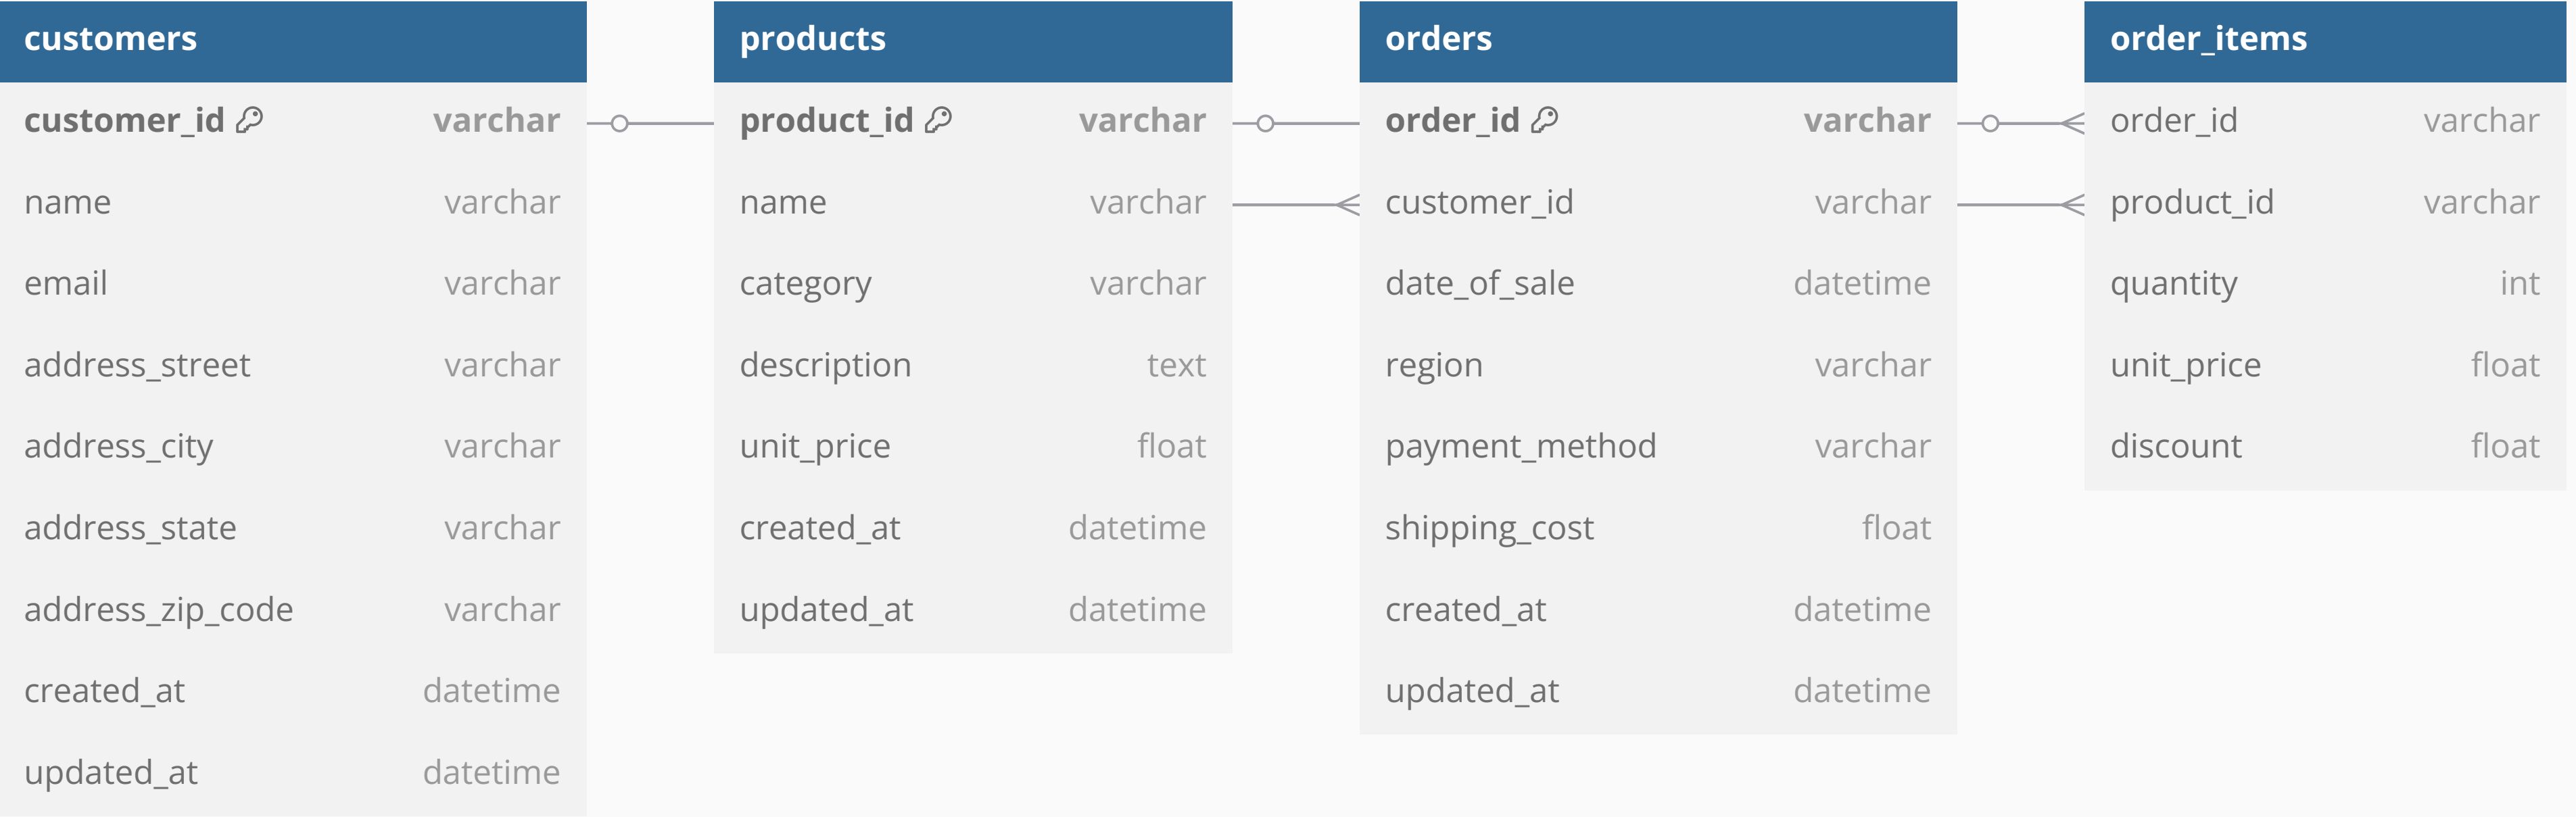 customers
customer_id varchar
name varchar
email varchar
address_street varchar
address_city varchar
address_state varchar
address_zip_code varchar
created_at datetime
updated_at datetime
products
product_id varchar
name varchar
category varchar
description text
unit_price float
created_at datetime
updated_at datetime
orders
order_id varchar
customer_id varchar
date_of_sale datetime
region varchar
payment_method varchar
shipping_cost float
created_at datetime
updated_at datetime
order_items
order_id varchar
product_id varchar
quantity int
unit_price float
discount float